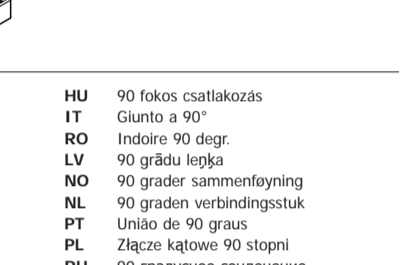 HU 90 fokos csatlakozás
IT Giunto a 90°
RO Indoire 90 degr.
LV 90 grādu leņķa
NO 90 grader sammenføyning
NL 90 graden verbindingsstuk
PT União de 90 graus
PL Złącze kątowe 90 stopni